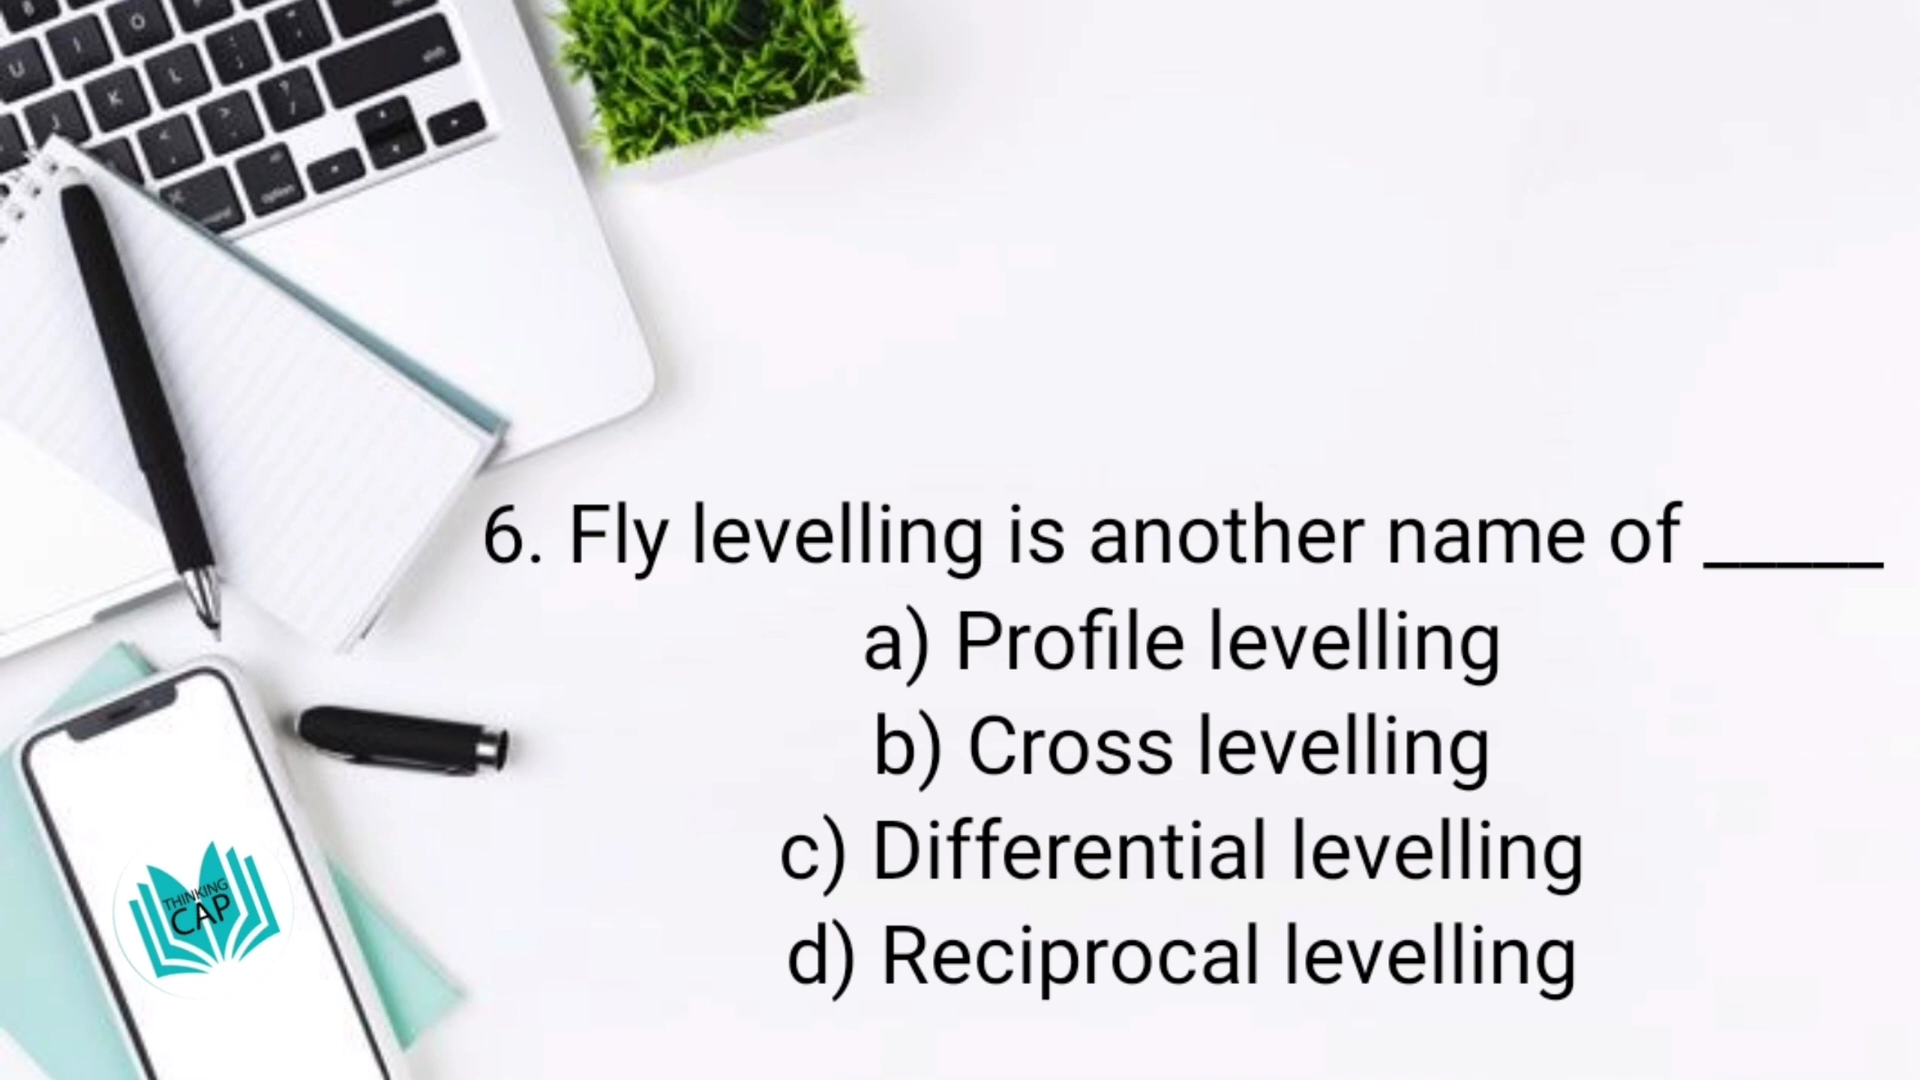 6. Fly levelling is another name of _____
a) Profile levelling
b) Cross levelling
c) Differential levelling
d) Reciprocal levelling
THINKING
CAP